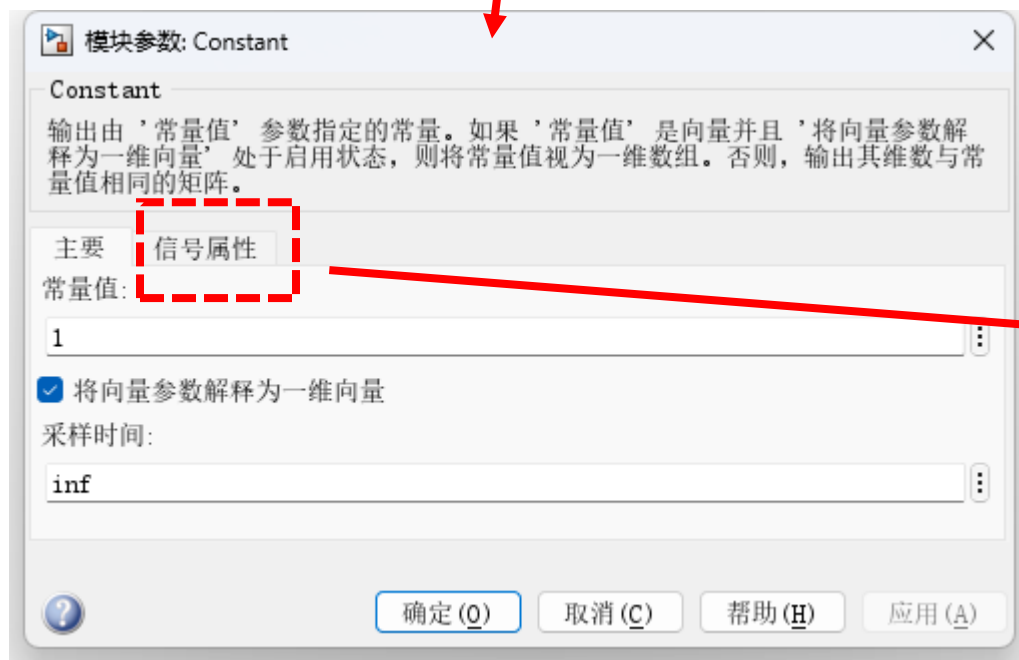 模块参数: Constant
Constant
输出由 '常量值' 参数指定的常量。如果 '常量值' 是向量并且 '将向量参数解
释为一维向量' 处于启用状态，则将常量值视为一维数组。否则，输出其维数与常
量值相同的矩阵。
主要 信号属性
常量值:
1
将向量参数解释为一维向量
采样时间:
inf
确定(O) 取消(C) 帮助(H) 应用(A)